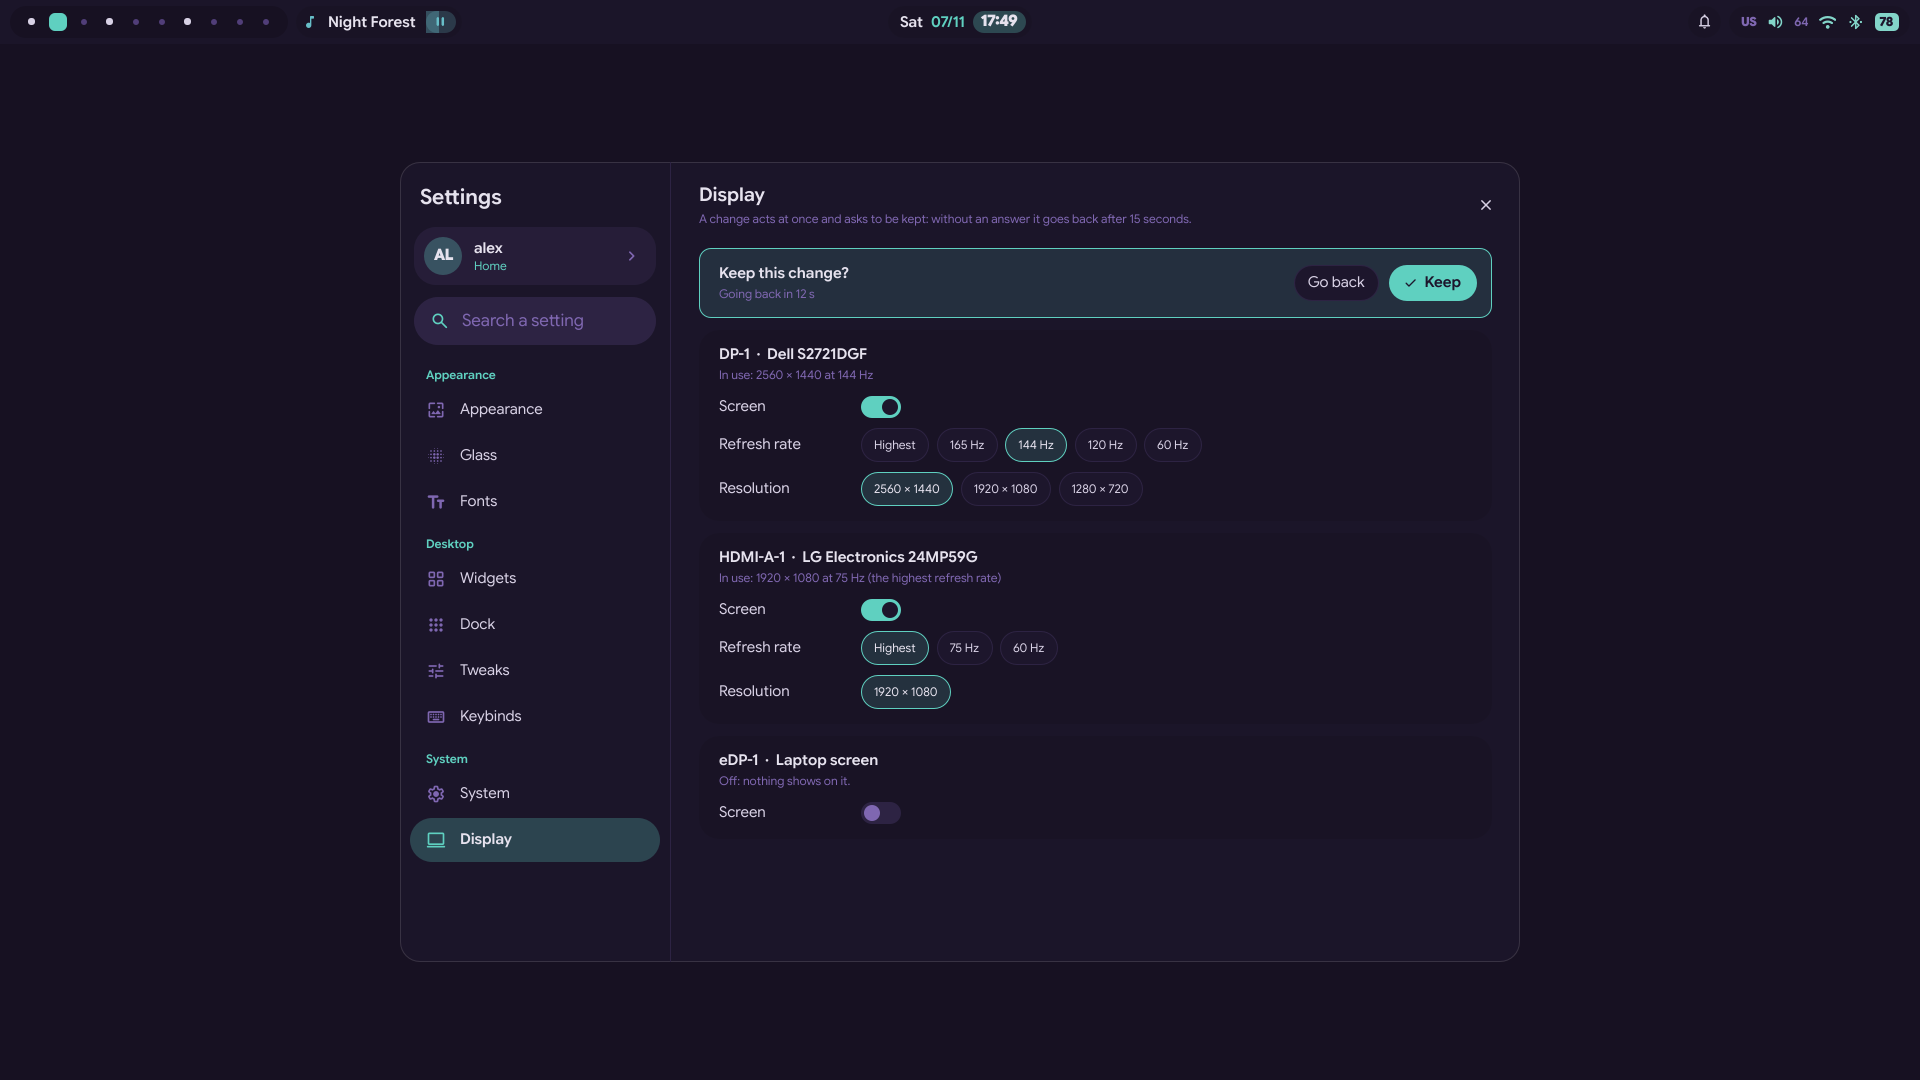 Night Forest
Sat 07/11 17:49
US 64 78
Settings
AL alex
Home
Search a setting
Appearance
Appearance
Glass
Fonts
Desktop
Widgets
Dock
Tweaks
Keybinds
System
System
Display
Display
A change acts at once and asks to be kept: without an answer it goes back after 15 seconds.
Keep this change?
Going back in 12 s
Go back
Keep
DP-1 · Dell S2721DGF
In use: 2560 × 1440 at 144 Hz
Screen
Refresh rate Highest 165 Hz 144 Hz 120 Hz 60 Hz
Resolution 2560 × 1440 1920 × 1080 1280 × 720
HDMI-A-1 · LG Electronics 24MP59G
In use: 1920 × 1080 at 75 Hz (the highest refresh rate)
Screen
Refresh rate Highest 75 Hz 60 Hz
Resolution 1920 × 1080
eDP-1 · Laptop screen
Off: nothing shows on it.
Screen